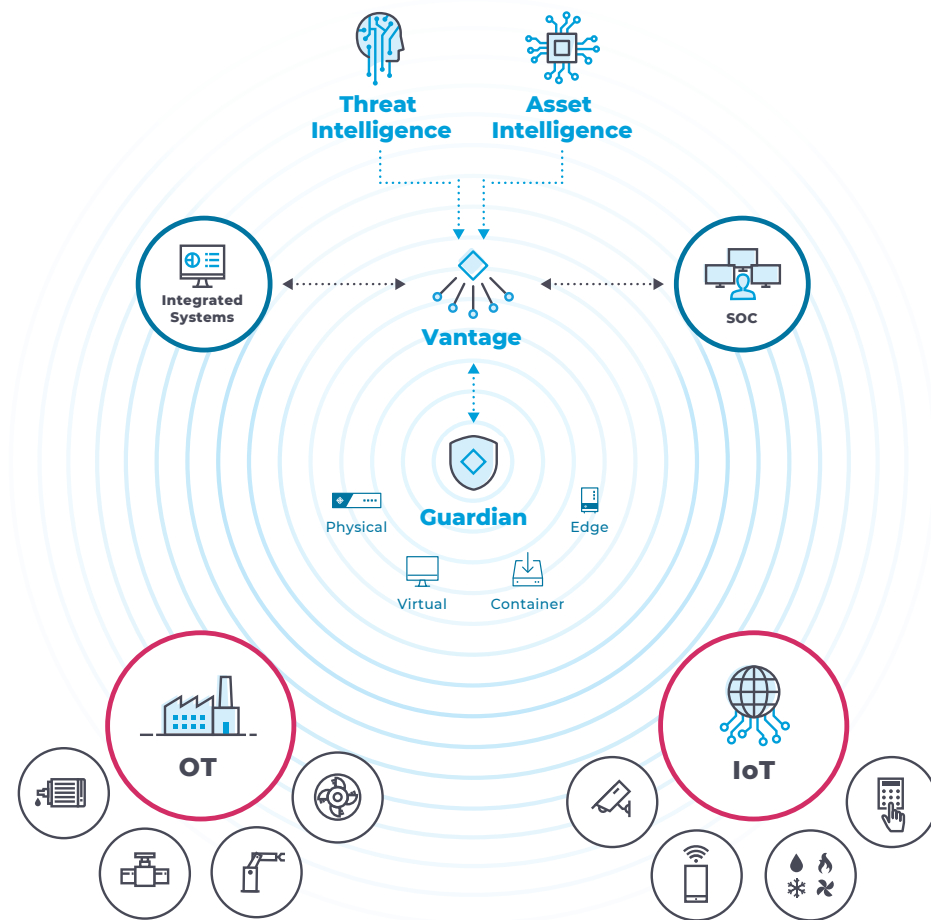 Threat
Intelligence
Asset
Intelligence
Integrated
Systems
Vantage
SOC
Guardian
Physical
Edge
Virtual
Container
OT
IoT